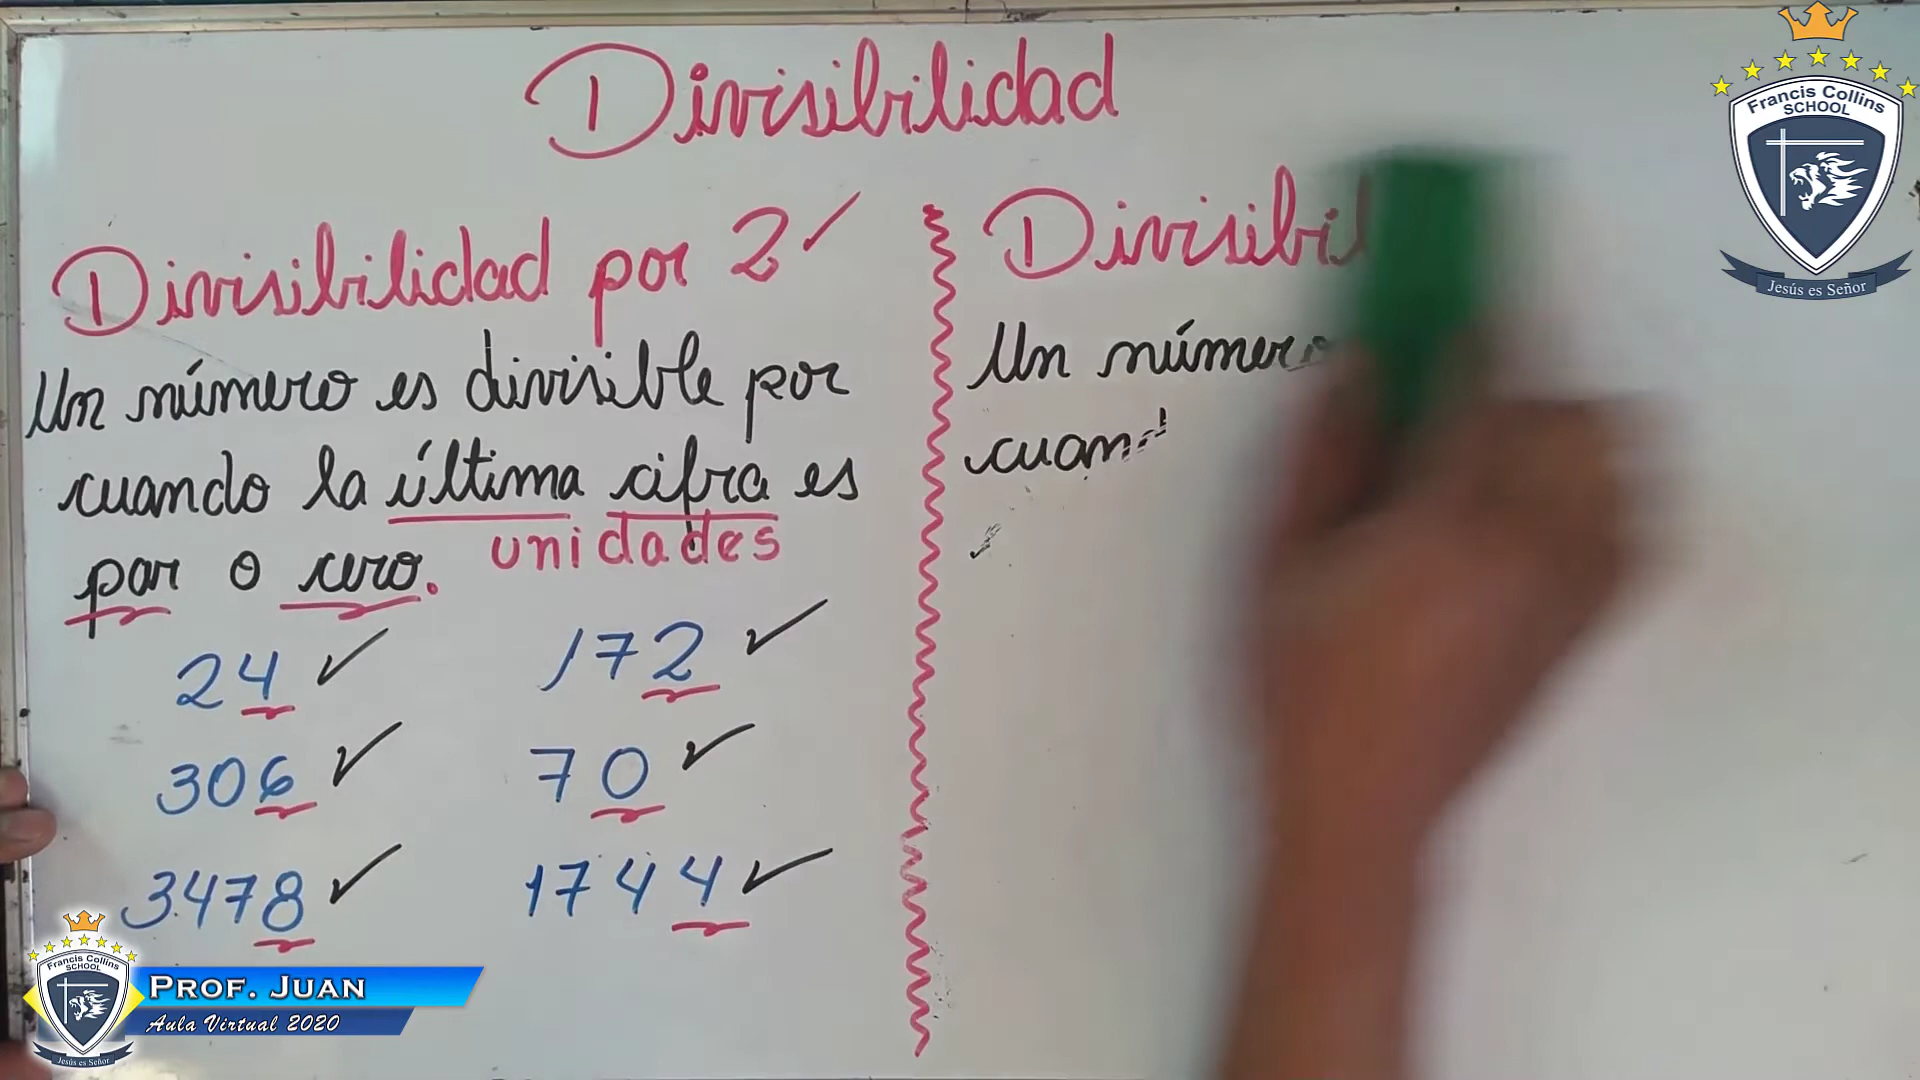 Divisibilidad
Divisibilidad por 2
Un número es divisible por
cuando la última cifra es
unidades
par o cero.
24
172
306
70
3478
1744
Divisibil
Un número
cuand
Francis Collins
SCHOOL
Jesús es Señor
Francis Collins
SCHOOL
Jesús es Señor
PROF. JUAN
Aula Virtual 2020